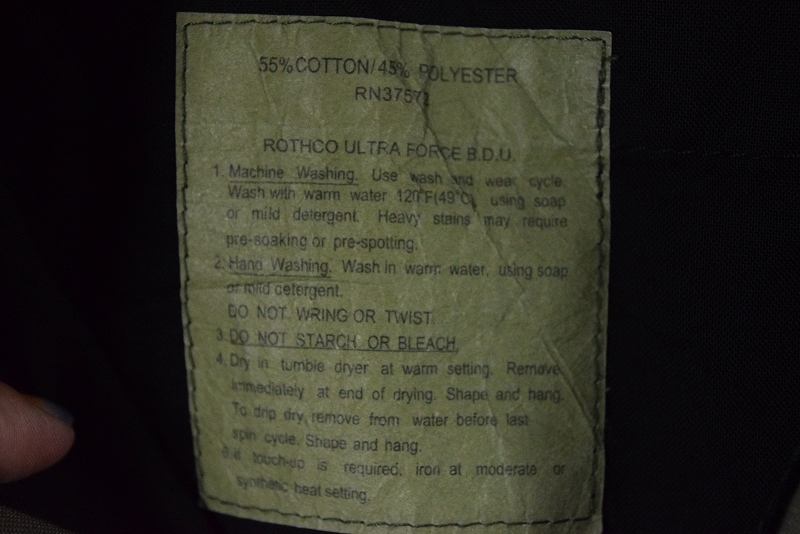 55% COTTON/45% POLYESTER
RN37571
ROTHCO ULTRA FORCE B.D.U.
1. Machine Washing. Use wash and wear cycle.
Wash with warm water 120°F(49°C), using soap
or mild detergent. Heavy stains may require
pre-soaking or pre-spotting.
2. Hand Washing. Wash in warm water, using soap
or mild detergent.
DO NOT WRING OR TWIST
3. DO NOT STARCH OR BLEACH.
4. Dry in tumble dryer at warm setting. Remove
immediately at end of drying. Shape and hang.
To drip dry, remove from water before last
spin cycle. Shape and hang.
5. If touch-up is required, iron at moderate or
synthetic heat setting.